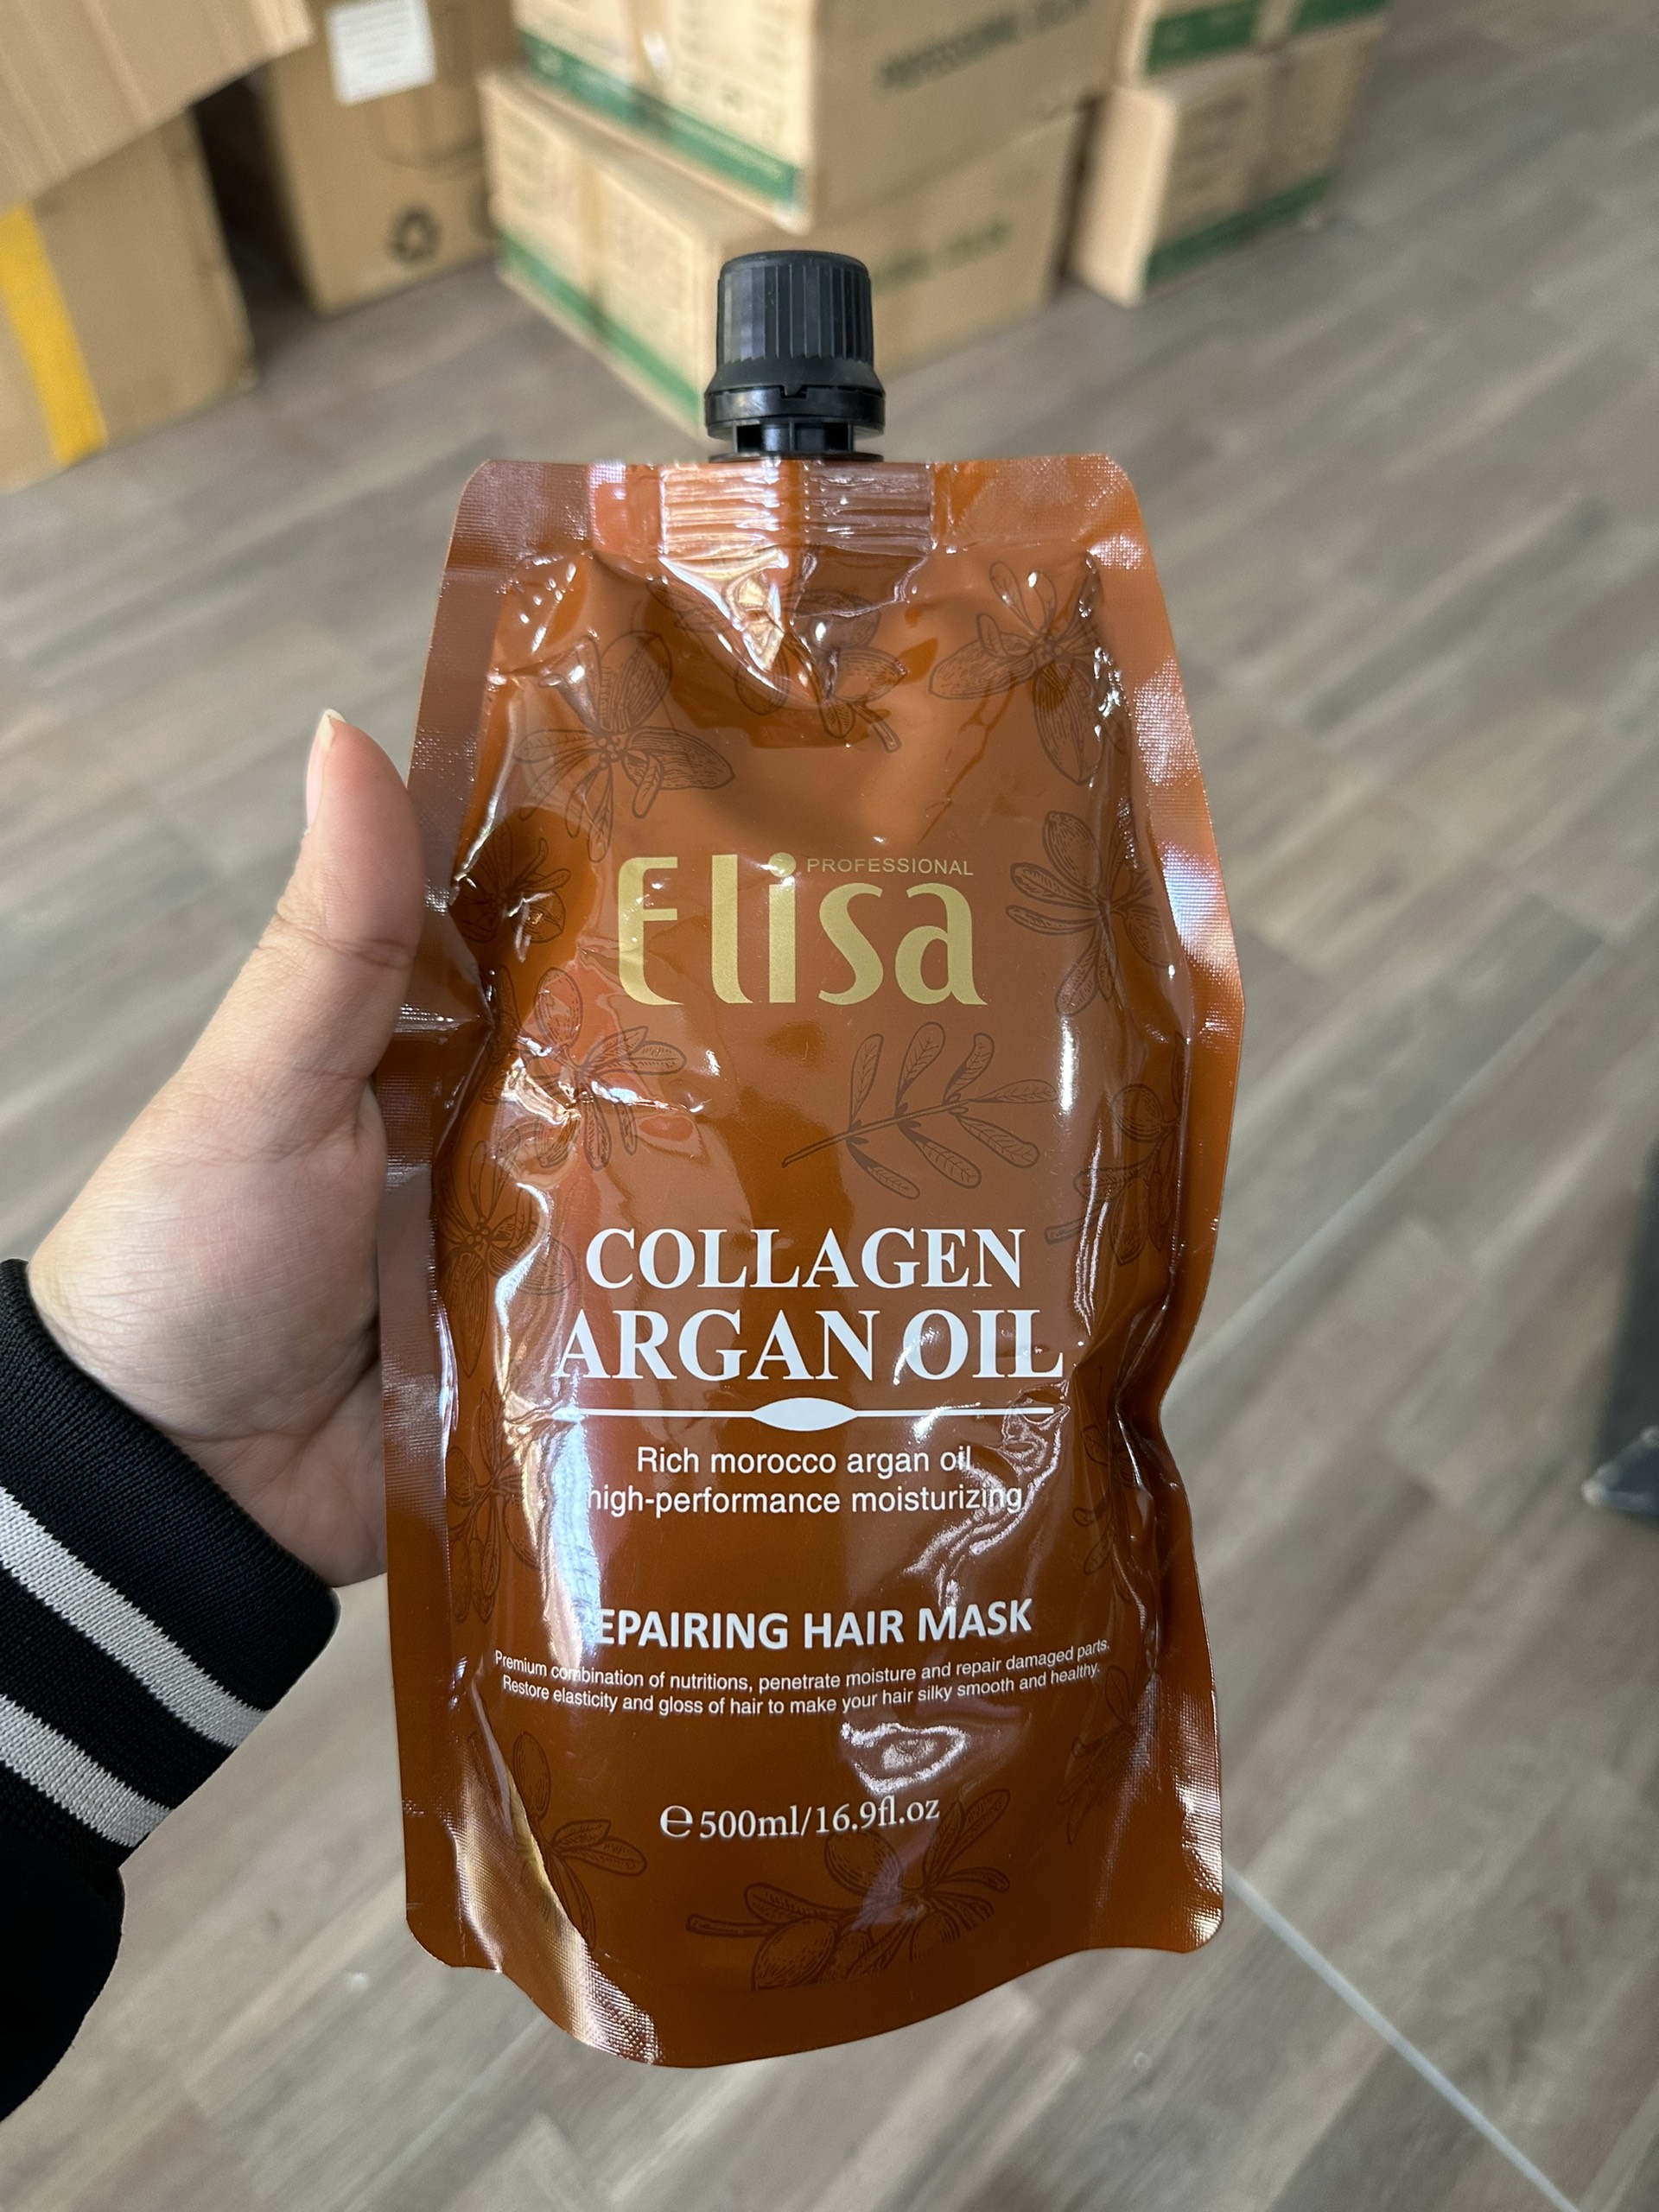 PROFESSIONAL
Elisa
COLLAGEN
ARGAN OIL
Rich morocco argan oil
high-performance moisturizing
REPAIRING HAIR MASK
Premium combination of nutritions, penetrate moisture and repair damaged parts.
Restore elasticity and gloss of hair to make your hair silky smooth and healthy.
℮500ml/16.9fl.oz